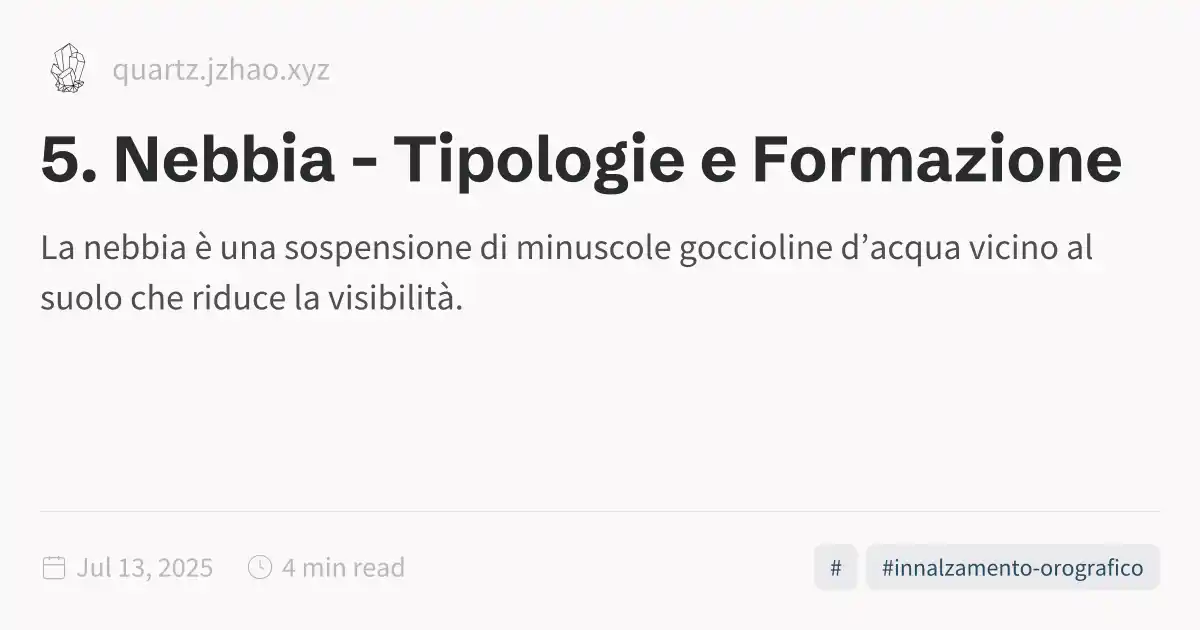 quartz.jzhao.xyz
5. Nebbia - Tipologie e Formazione
La nebbia è una sospensione di minuscole goccioline d’acqua vicino al
suolo che riduce la visibilità.
Jul 13, 2025 4 min read # #innalzamento-orografico